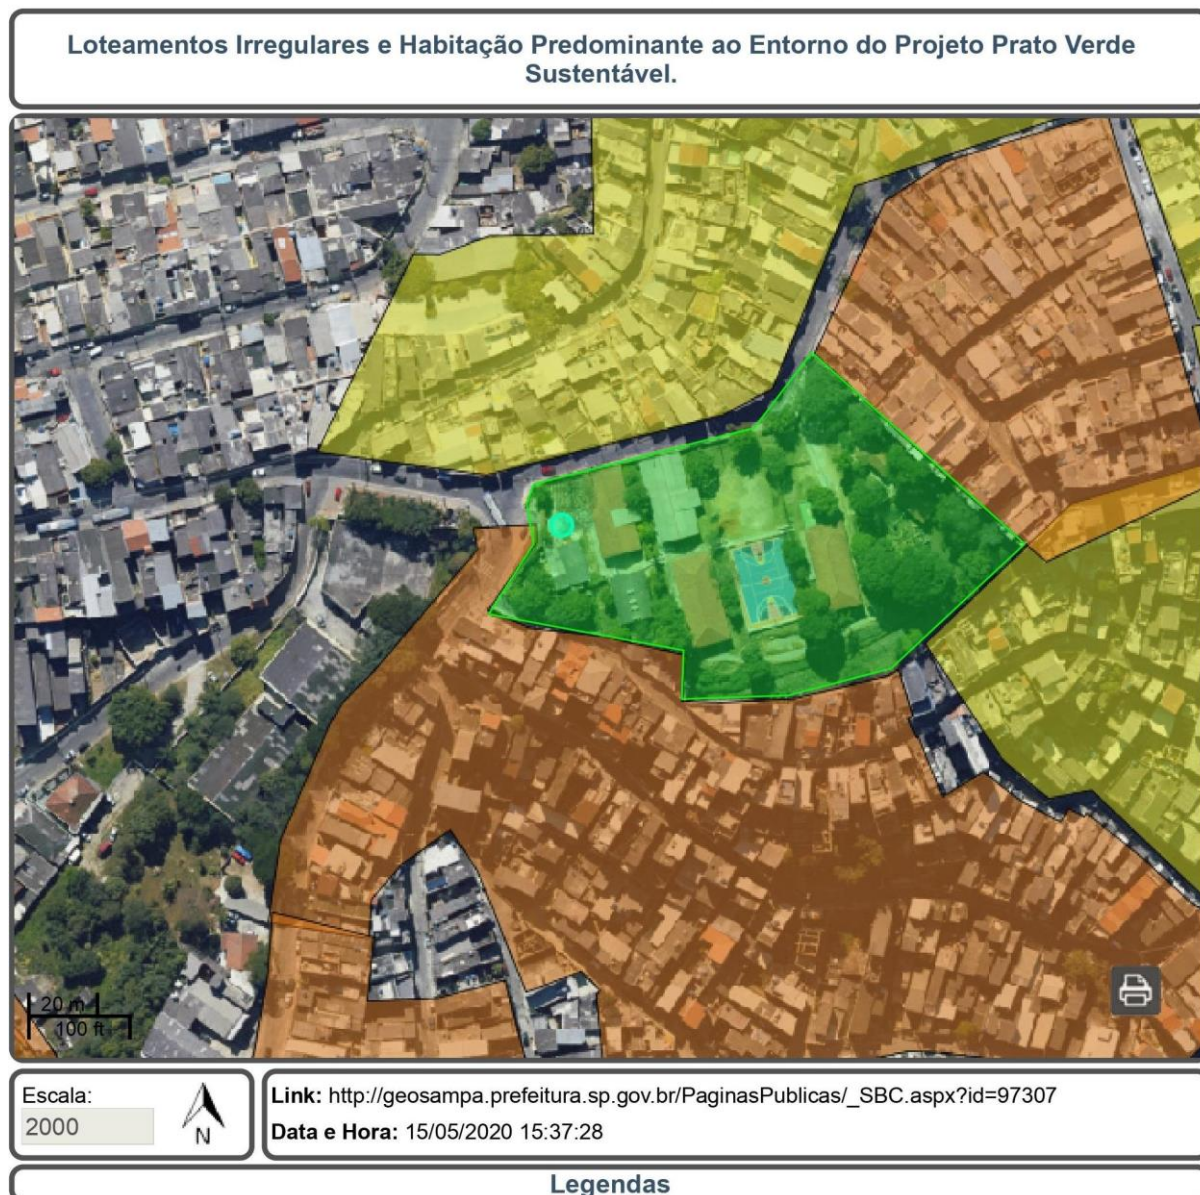 Loteamentos Irregulares e Habitação Predominante ao Entorno do Projeto Prato Verde
Sustentável.
20 m
100 ft
Escala:
2000
N
Link: http://geosampa.prefeitura.sp.gov.br/PaginasPublicas/_SBC.aspx?id=97307
Data e Hora: 15/05/2020 15:37:28
Legendas